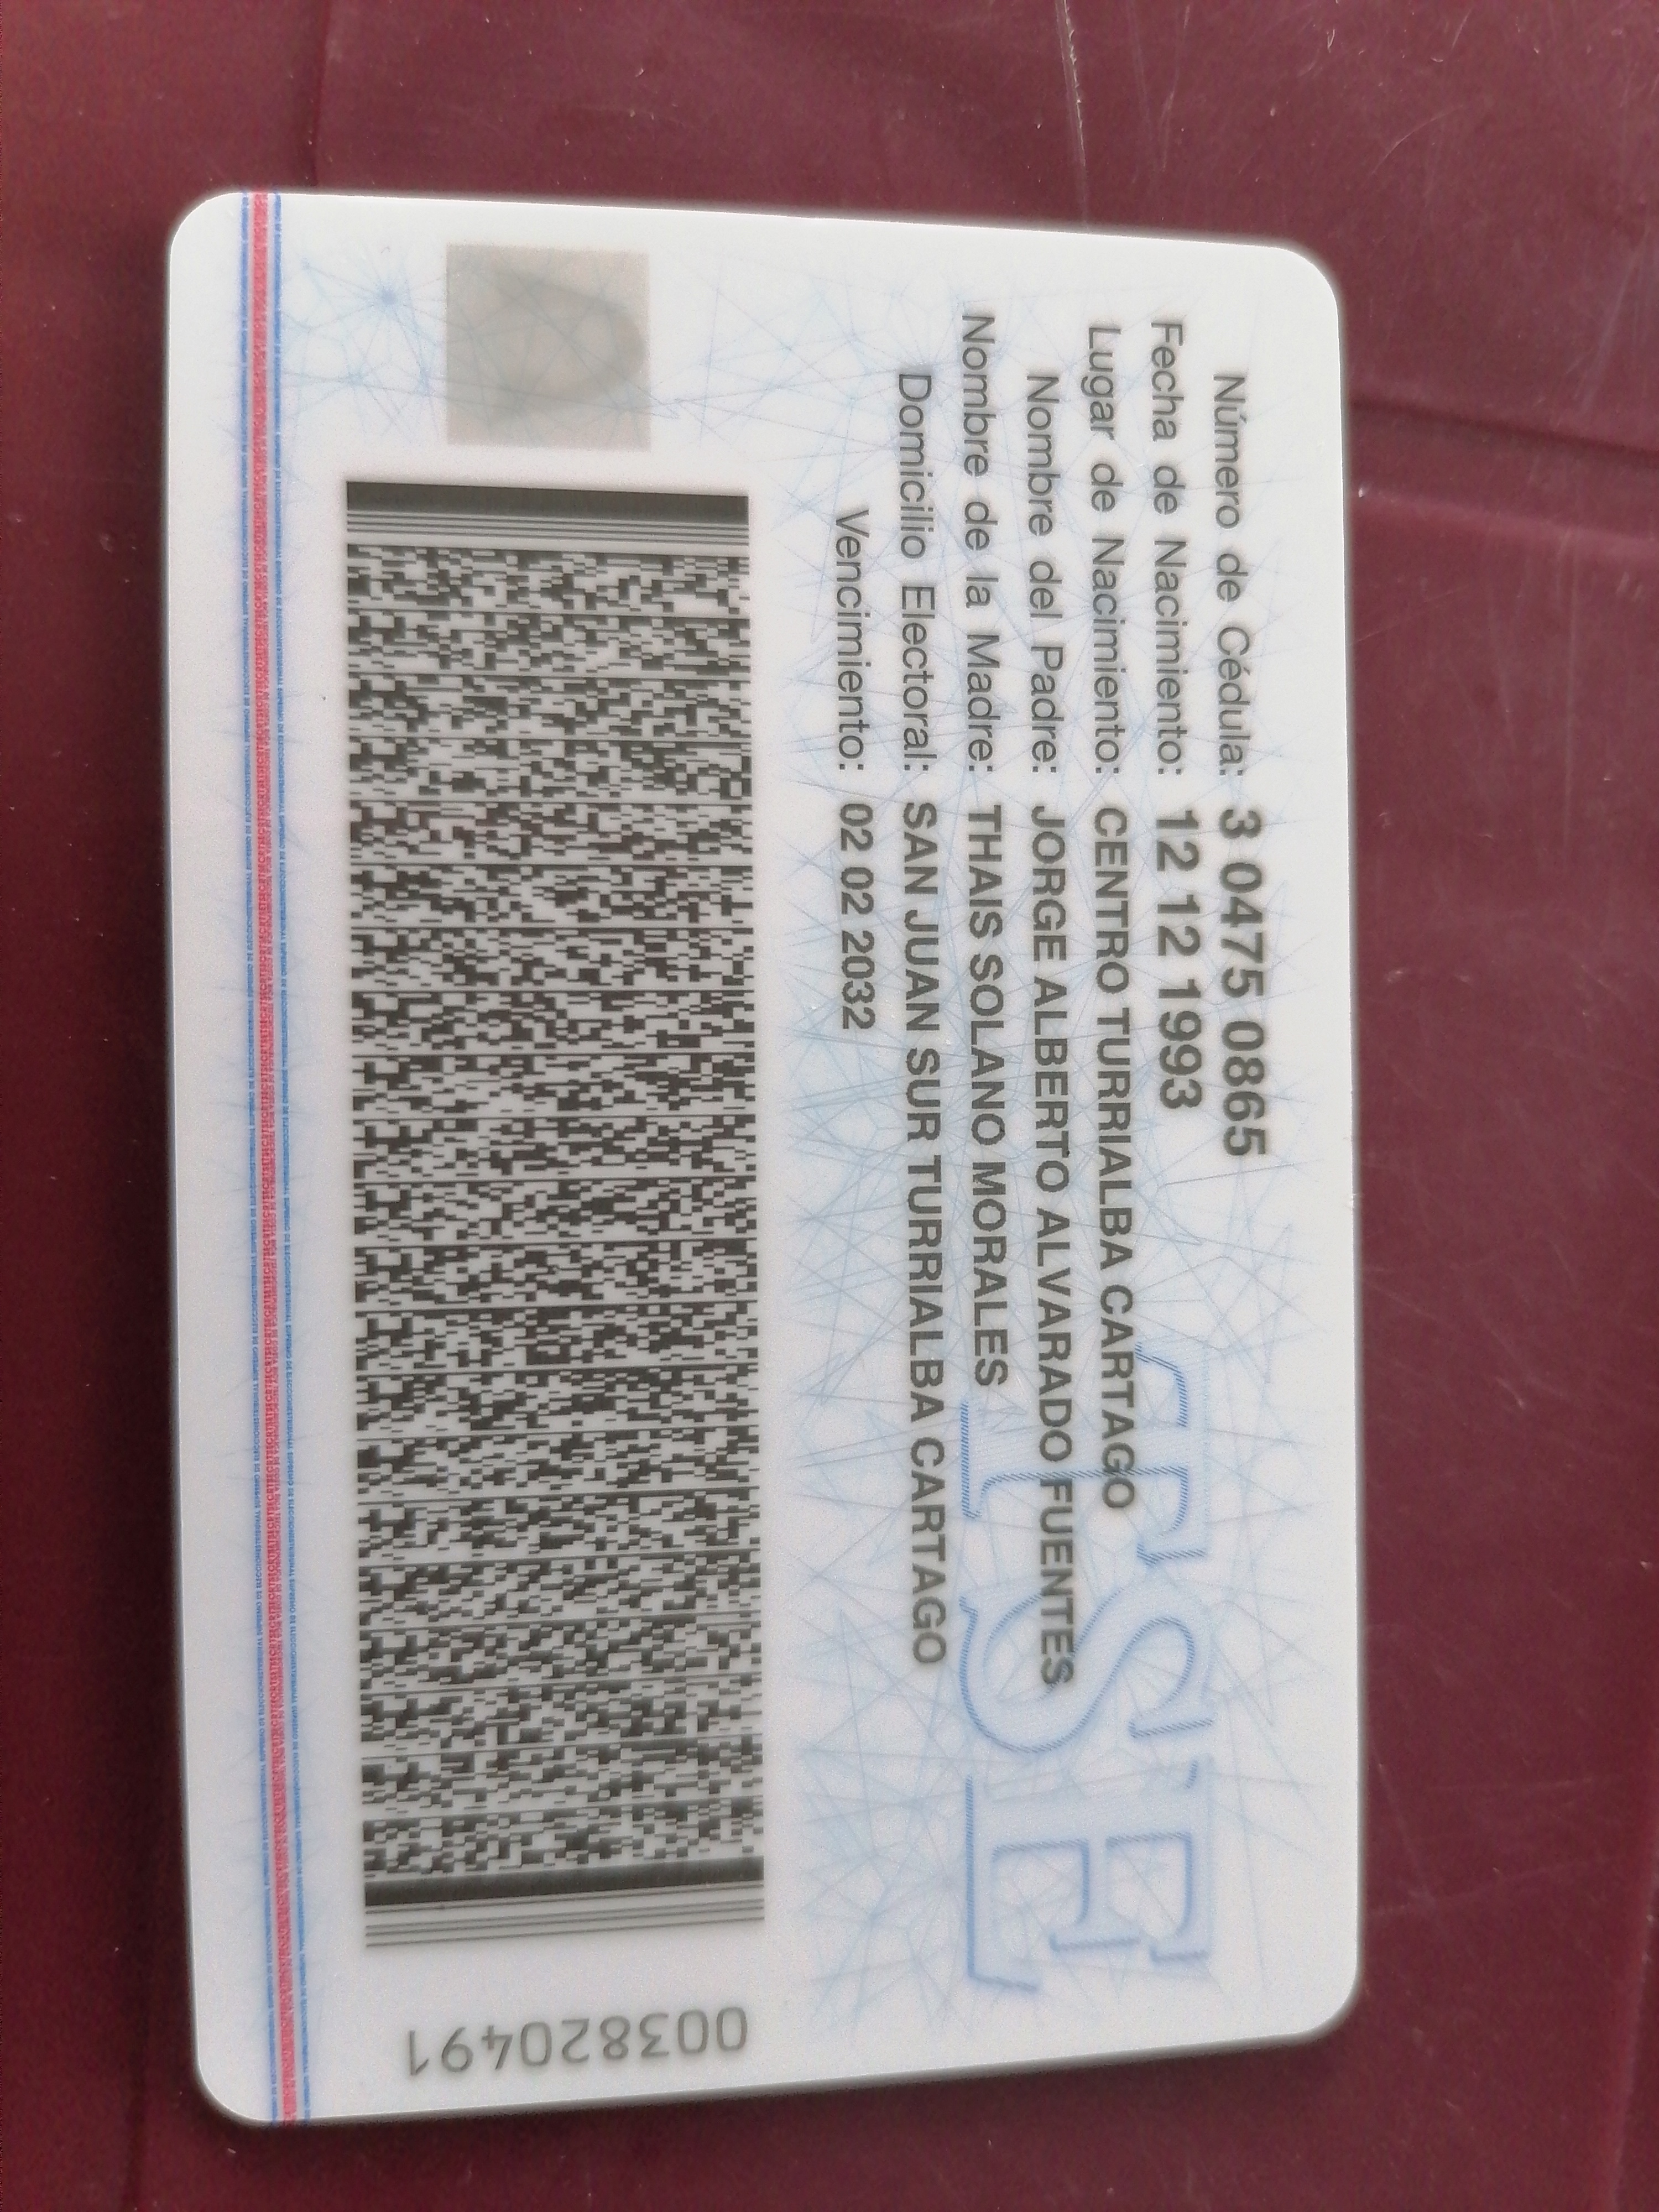 TSE
Número de Cédula: 3 0475 0865
Fecha de Nacimiento: 12 12 1993
Lugar de Nacimiento: CENTRO TURRIALBA CARTAGO
Nombre del Padre: JORGE ALBERTO ALVARADO FUENTES
Nombre de la Madre: THAIS SOLANO MORALES
Domicilio Electoral: SAN JUAN SUR TURRIALBA CARTAGO
Vencimiento: 02 02 2032
003820491